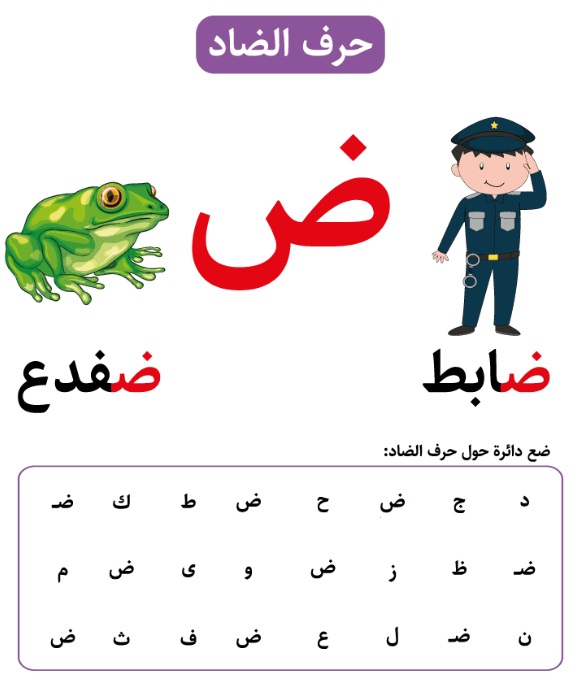 حرف الضاد
ض
ضابط ضفدع
ضع دائرة حول حرف الضاد:
د ج ض ح ض ط ك ضـ
ضـ ظ ز ض و ى ض م
ن ضـ ل ع ض ف ث ض